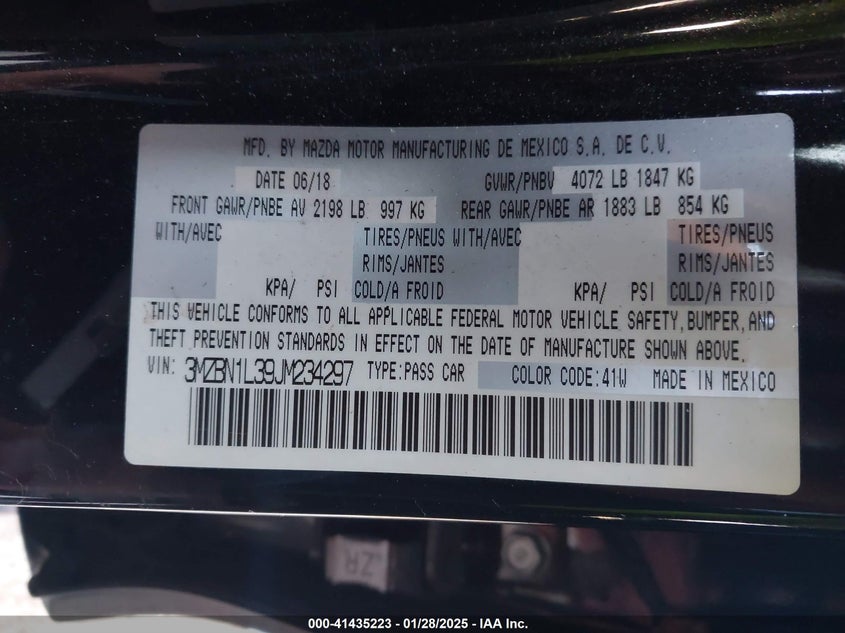 MFD. BY MAZDA MOTOR MANUFACTURING DE MEXICO S.A. DE C.V.
DATE 06/18 GVWR/PNBV 4072 LB 1847 KG
FRONT GAWR/PNBE AV 2198 LB 997 KG REAR GAWR/PNBE AR 1883 LB 854 KG
WITH/AVEC TIRES/PNEUS WITH/AVEC TIRES/PNEUS
RIMS/JANTES RIMS/JANTES
KPA/ PSI COLD/A FROID KPA/ PSI COLD/A FROID
THIS VEHICLE CONFORMS TO ALL APPLICABLE FEDERAL MOTOR VEHICLE SAFETY, BUMPER, AND
THEFT PREVENTION STANDARDS IN EFFECT ON THE DATE OF MANUFACTURE SHOWN ABOVE.
VIN: 3MZBN1L39JM234297 TYPE:PASS CAR COLOR CODE:41W MADE IN MEXICO
ZR
000-41435223 - 01/28/2025 - IAA Inc.